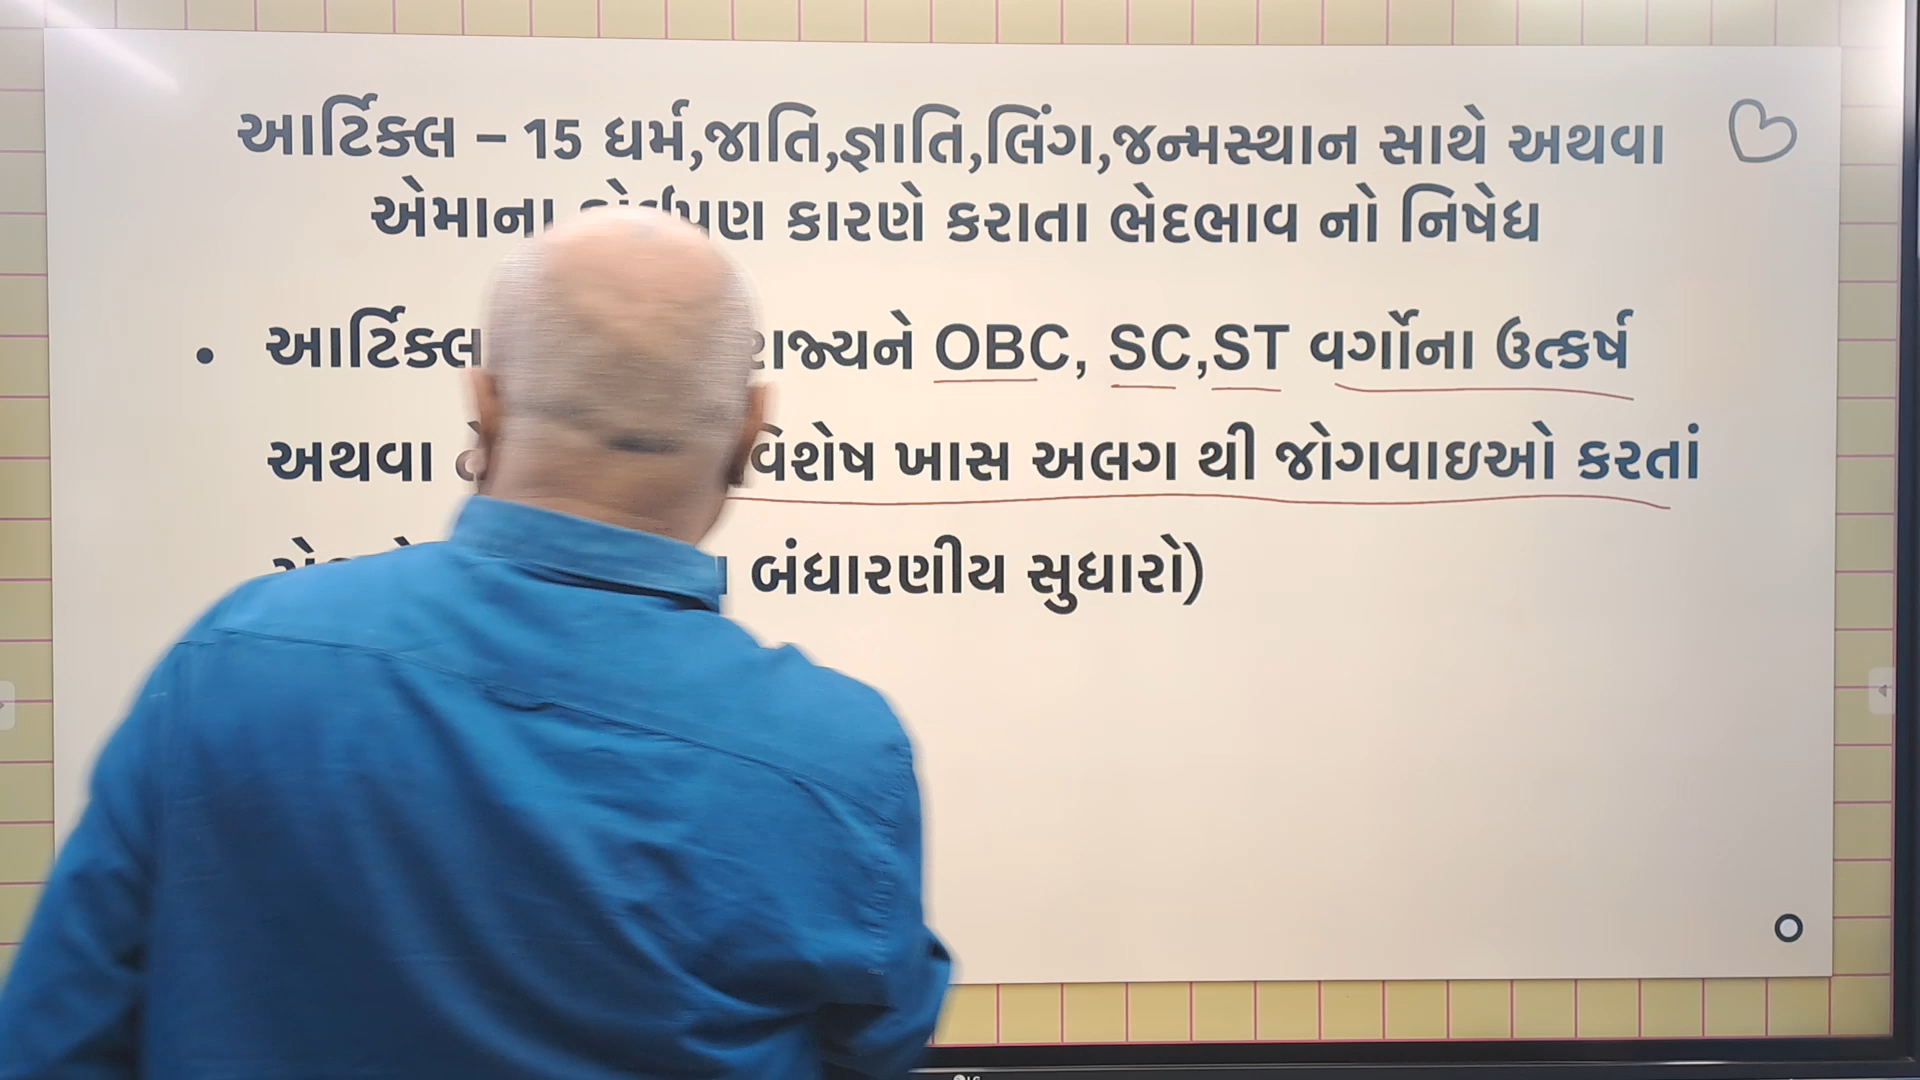 આર્ટિકલ – 15 ધર્મ,જાતિ,જ્ઞાતિ,લિંગ,જન્મસ્થાન સાથે અથવા
એમાના કારણે કરાતા ભેદભાવ નો નિષેધ
• આર્ટિકલ રાજ્યને OBC, SC,ST વર્ગોના ઉત્કર્ષ
અથવા વિશેષ ખાસ અલગ થી જોગવાઇઓ કરતાં
બંધારણીય સુધારો)